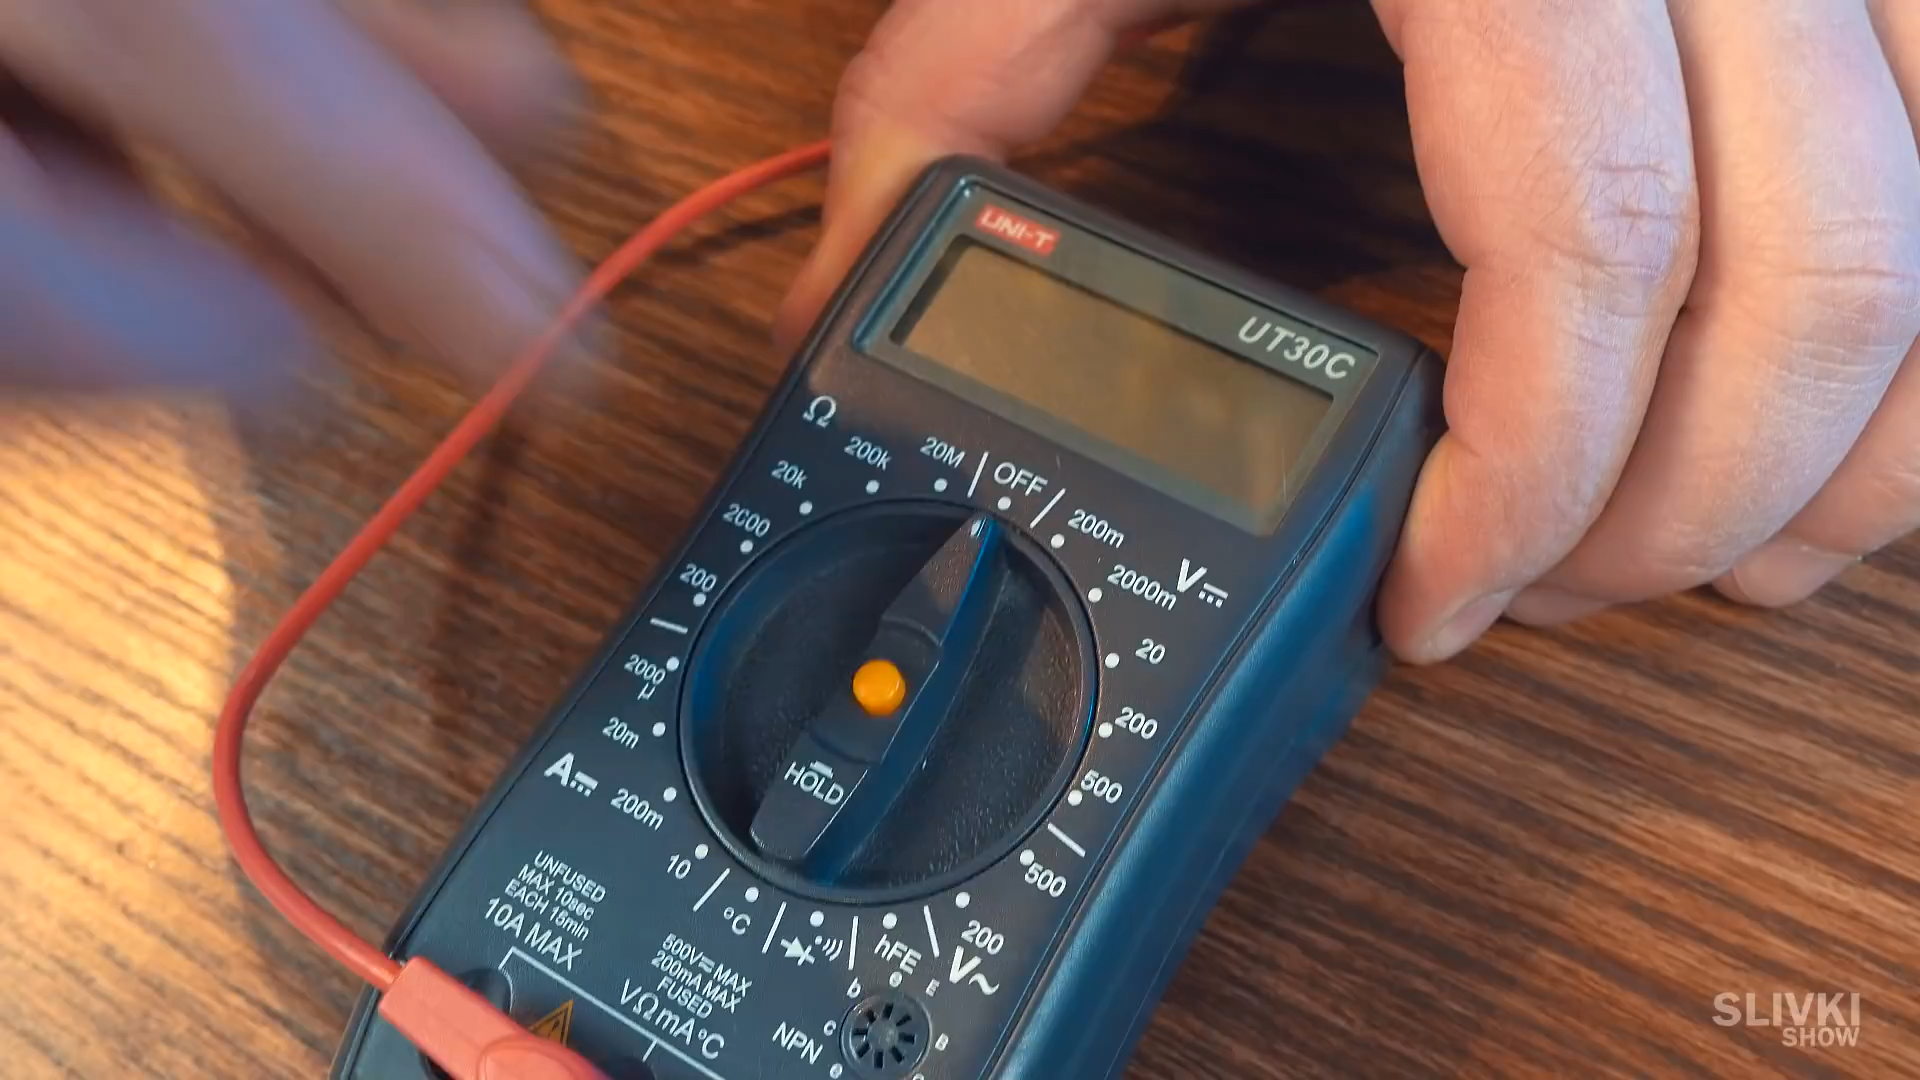 UNI-T
UT30C
Ω
20k
200k
20M
OFF
200m
2000m
V⎓
20
200
500
2000
200
2000
µ
20m
A⎓
200m
10
HOLD
°C
hFE
500
200
V~
UNFUSED
MAX 10sec
EACH 15min
10A MAX
500V⎓MAX
200mA MAX
FUSED
VΩmA°C
NPN
b
e
E
c
B
SLIVKI
SHOW